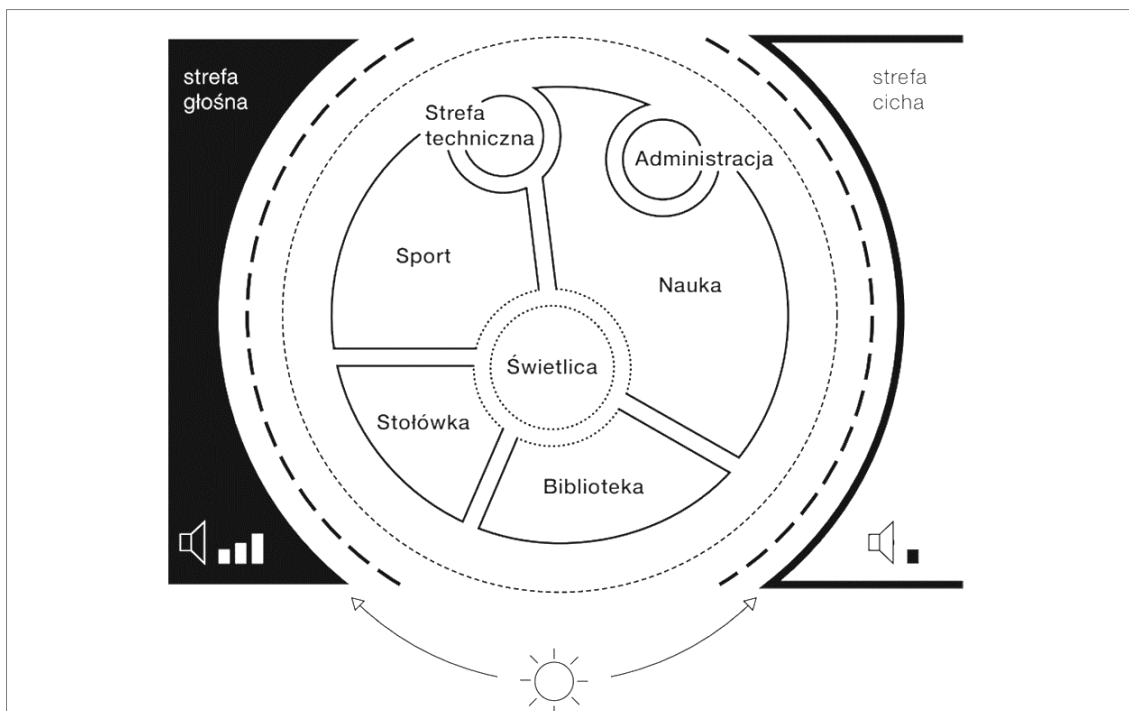 strefa
głośna
strefa
cicha
Strefa
techniczna
Administracja
Sport
Nauka
Świetlica
Stołówka
Biblioteka